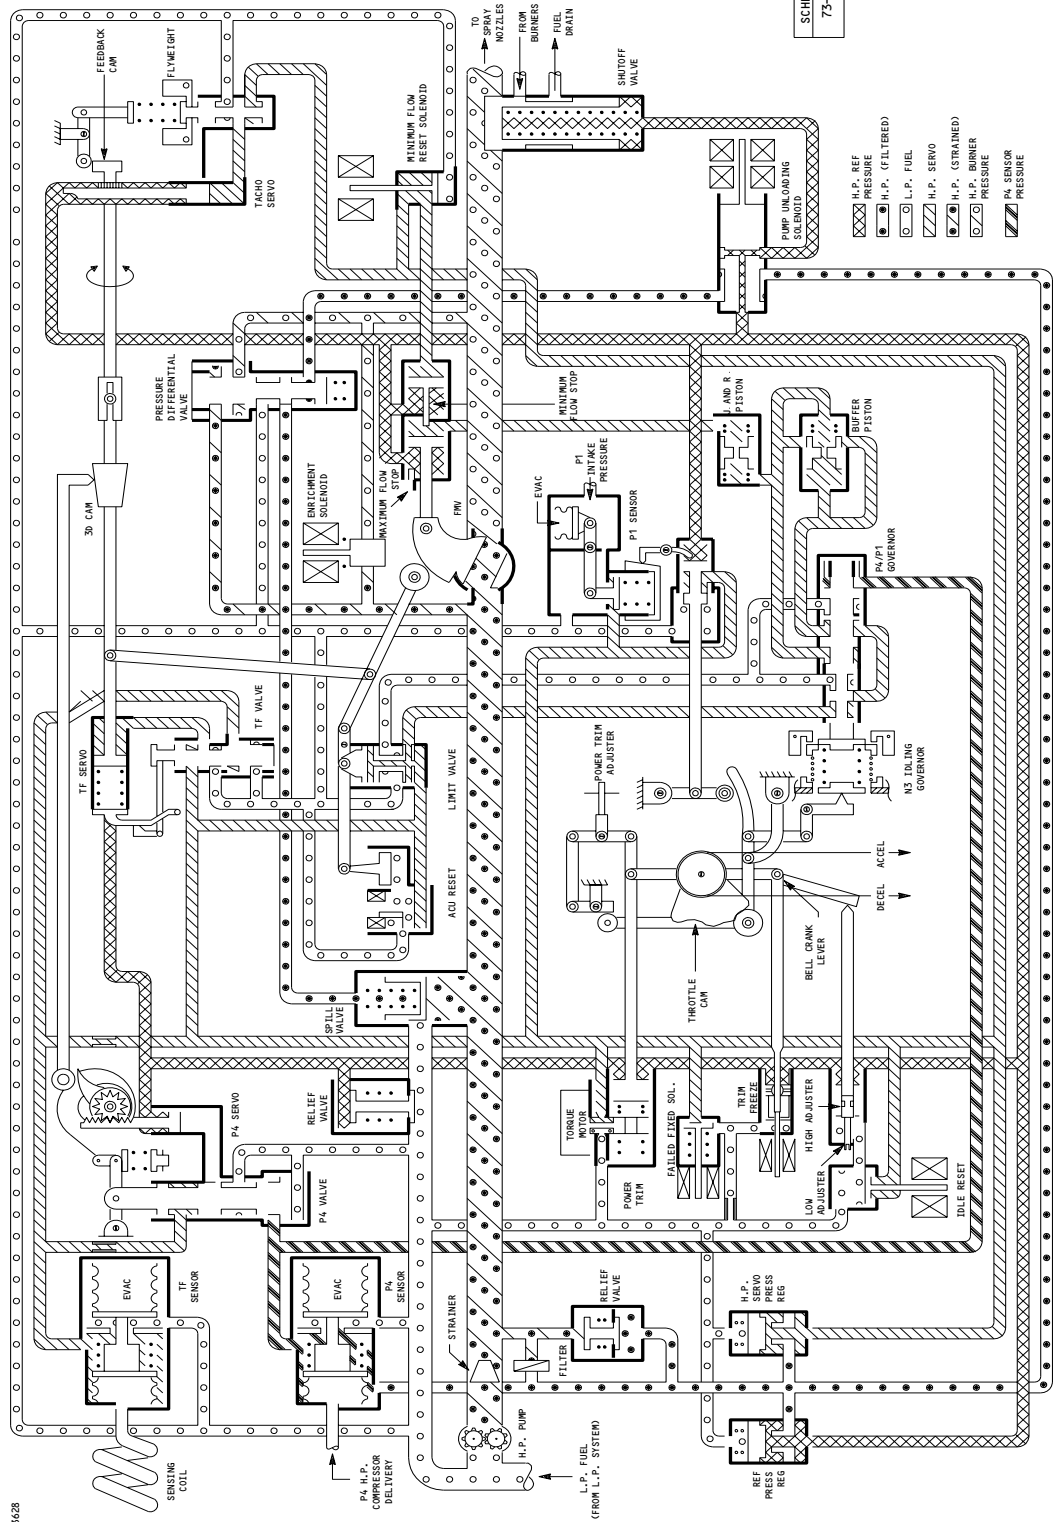 FEEDBACK
CAM
FLYWEIGHT
TACHO
SERVO
MINIMUM FLOW
RESET SOLENOID
TO
SPRAY
NOZZLES
FROM
BURNERS
FUEL
DRAIN
SHUTOFF
VALVE
73-
PUMP UNLOADING
SOLENOID
H.P. REF
PRESSURE
H.P. (FILTERED)
L.P. FUEL
H.P. SERVO
H.P. (STRAINED)
H.P. BURNER
PRESSURE
P4 SENSOR
PRESSURE
3D CAM
PRESSURE
DIFFERENTIAL
VALVE
ENRICHMENT
SOLENOID
MAXIMUM FLOW
STOP
FMV
MINIMUM
FLOW STOP
P1
INTAKE
PRESSURE
EVAC
P1 SENSOR
AND R
PISTON
BUFFER
PISTON
P4/P1
GOVERNOR
TF SERVO
TF VALVE
LIMIT VALVE
ACU RESET
POWER TRIM
ADJUSTER
N3 IDLING
GOVERNOR
ACCEL
DECEL
THROTTLE
CAM
BELL CRANK
LEVER
SPILL
VALVE
P4 SERVO
P4 VALVE
RELIEF
VALVE
TORQUE
MOTOR
POWER
TRIM
FAILED FIXED SOL.
TRIM
FREEZE
HIGH ADJUSTER
LOW
ADJUSTER
IDLE RESET
EVAC
TF
SENSOR
EVAC
P4
SENSOR
STRAINER
FILTER
RELIEF
VALVE
H.P.
SERVO
PRESS
REG
SENSING
COIL
P4 H.P.
COMPRESSOR
DELIVERY
H.P. PUMP
L.P. FUEL
(FROM L.P. SYSTEM)
REF
PRESS
REG